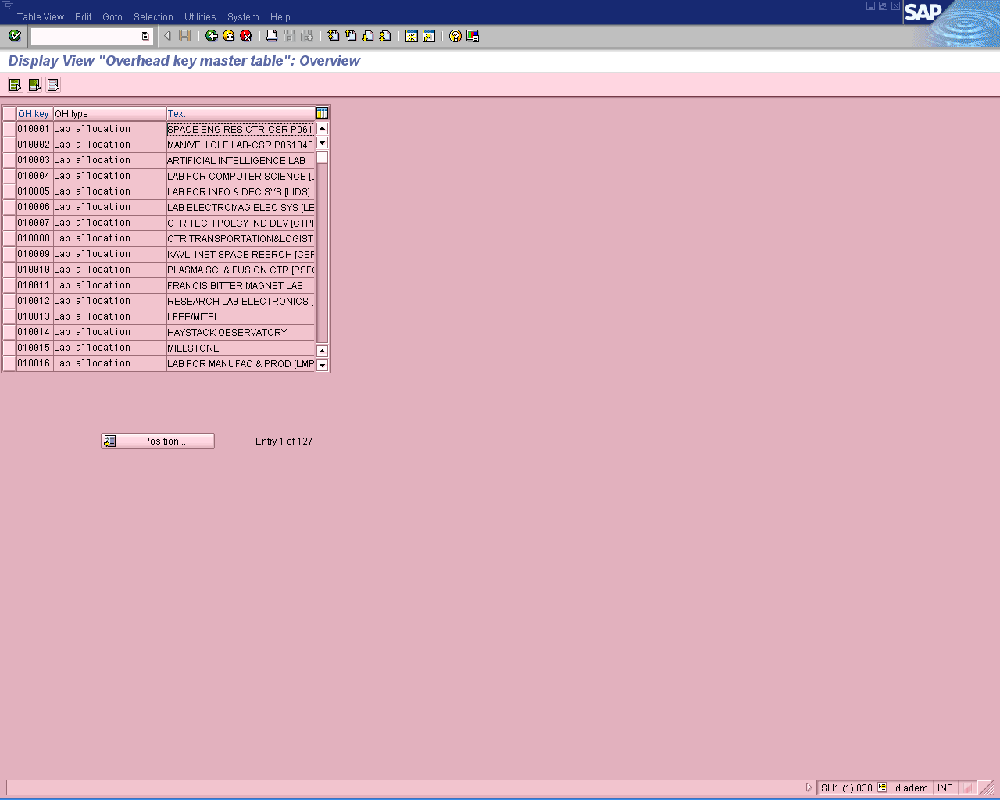 Table View Edit Goto Selection Utilities System Help
SAP
Display View "Overhead key master table": Overview
OH key OH type Text
010001 Lab allocation SPACE ENG RES CTR-CSR P061
010002 Lab allocation MAN/VEHICLE LAB-CSR P061040
010003 Lab allocation ARTIFICIAL INTELLIGENCE LAB
010004 Lab allocation LAB FOR COMPUTER SCIENCE [L
010005 Lab allocation LAB FOR INFO & DEC SYS [LIDS]
010006 Lab allocation LAB ELECTROMAG ELEC SYS [LE
010007 Lab allocation CTR TECH POLCY IND DEV [CTPI
010008 Lab allocation CTR TRANSPORTATION&LOGIST
010009 Lab allocation KAVLI INST SPACE RESRCH [CSR
010010 Lab allocation PLASMA SCI & FUSION CTR [PSFC
010011 Lab allocation FRANCIS BITTER MAGNET LAB
010012 Lab allocation RESEARCH LAB ELECTRONICS [
010013 Lab allocation LFEE/MITEI
010014 Lab allocation HAYSTACK OBSERVATORY
010015 Lab allocation MILLSTONE
010016 Lab allocation LAB FOR MANUFAC & PROD [LMP
Position... Entry 1 of 127
SH1 (1) 030 diadem INS